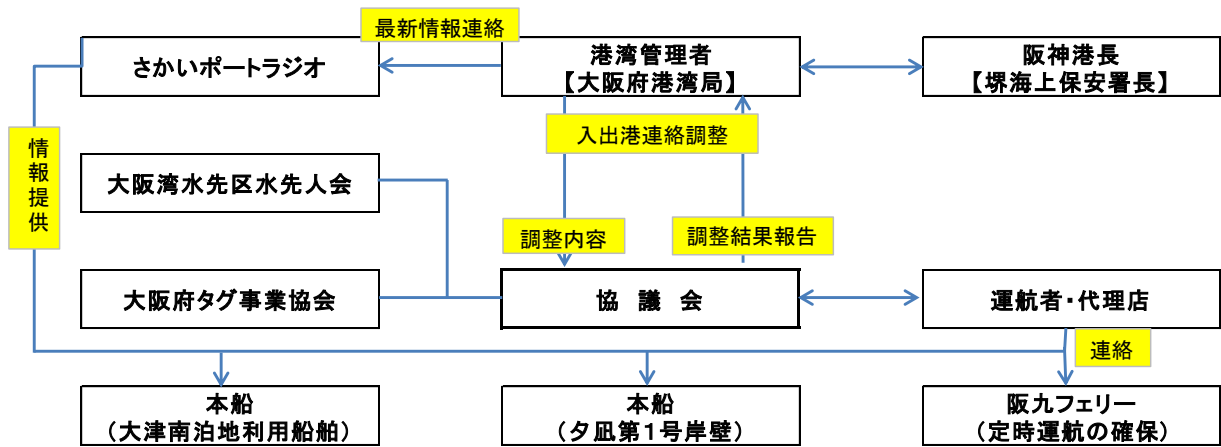 最新情報連絡
さかいポートラジオ
港湾管理者
【大阪府港湾局】
阪神港長
【堺海上保安署長】
情報提供
入出港連絡調整
大阪湾水先区水先人会
調整内容
調整結果報告
大阪府タグ事業協会
協 議 会
運航者・代理店
連絡
本船
（大津南泊地利用船舶）
本船
（夕凪第１号岸壁）
阪九フェリー
（定時運航の確保）